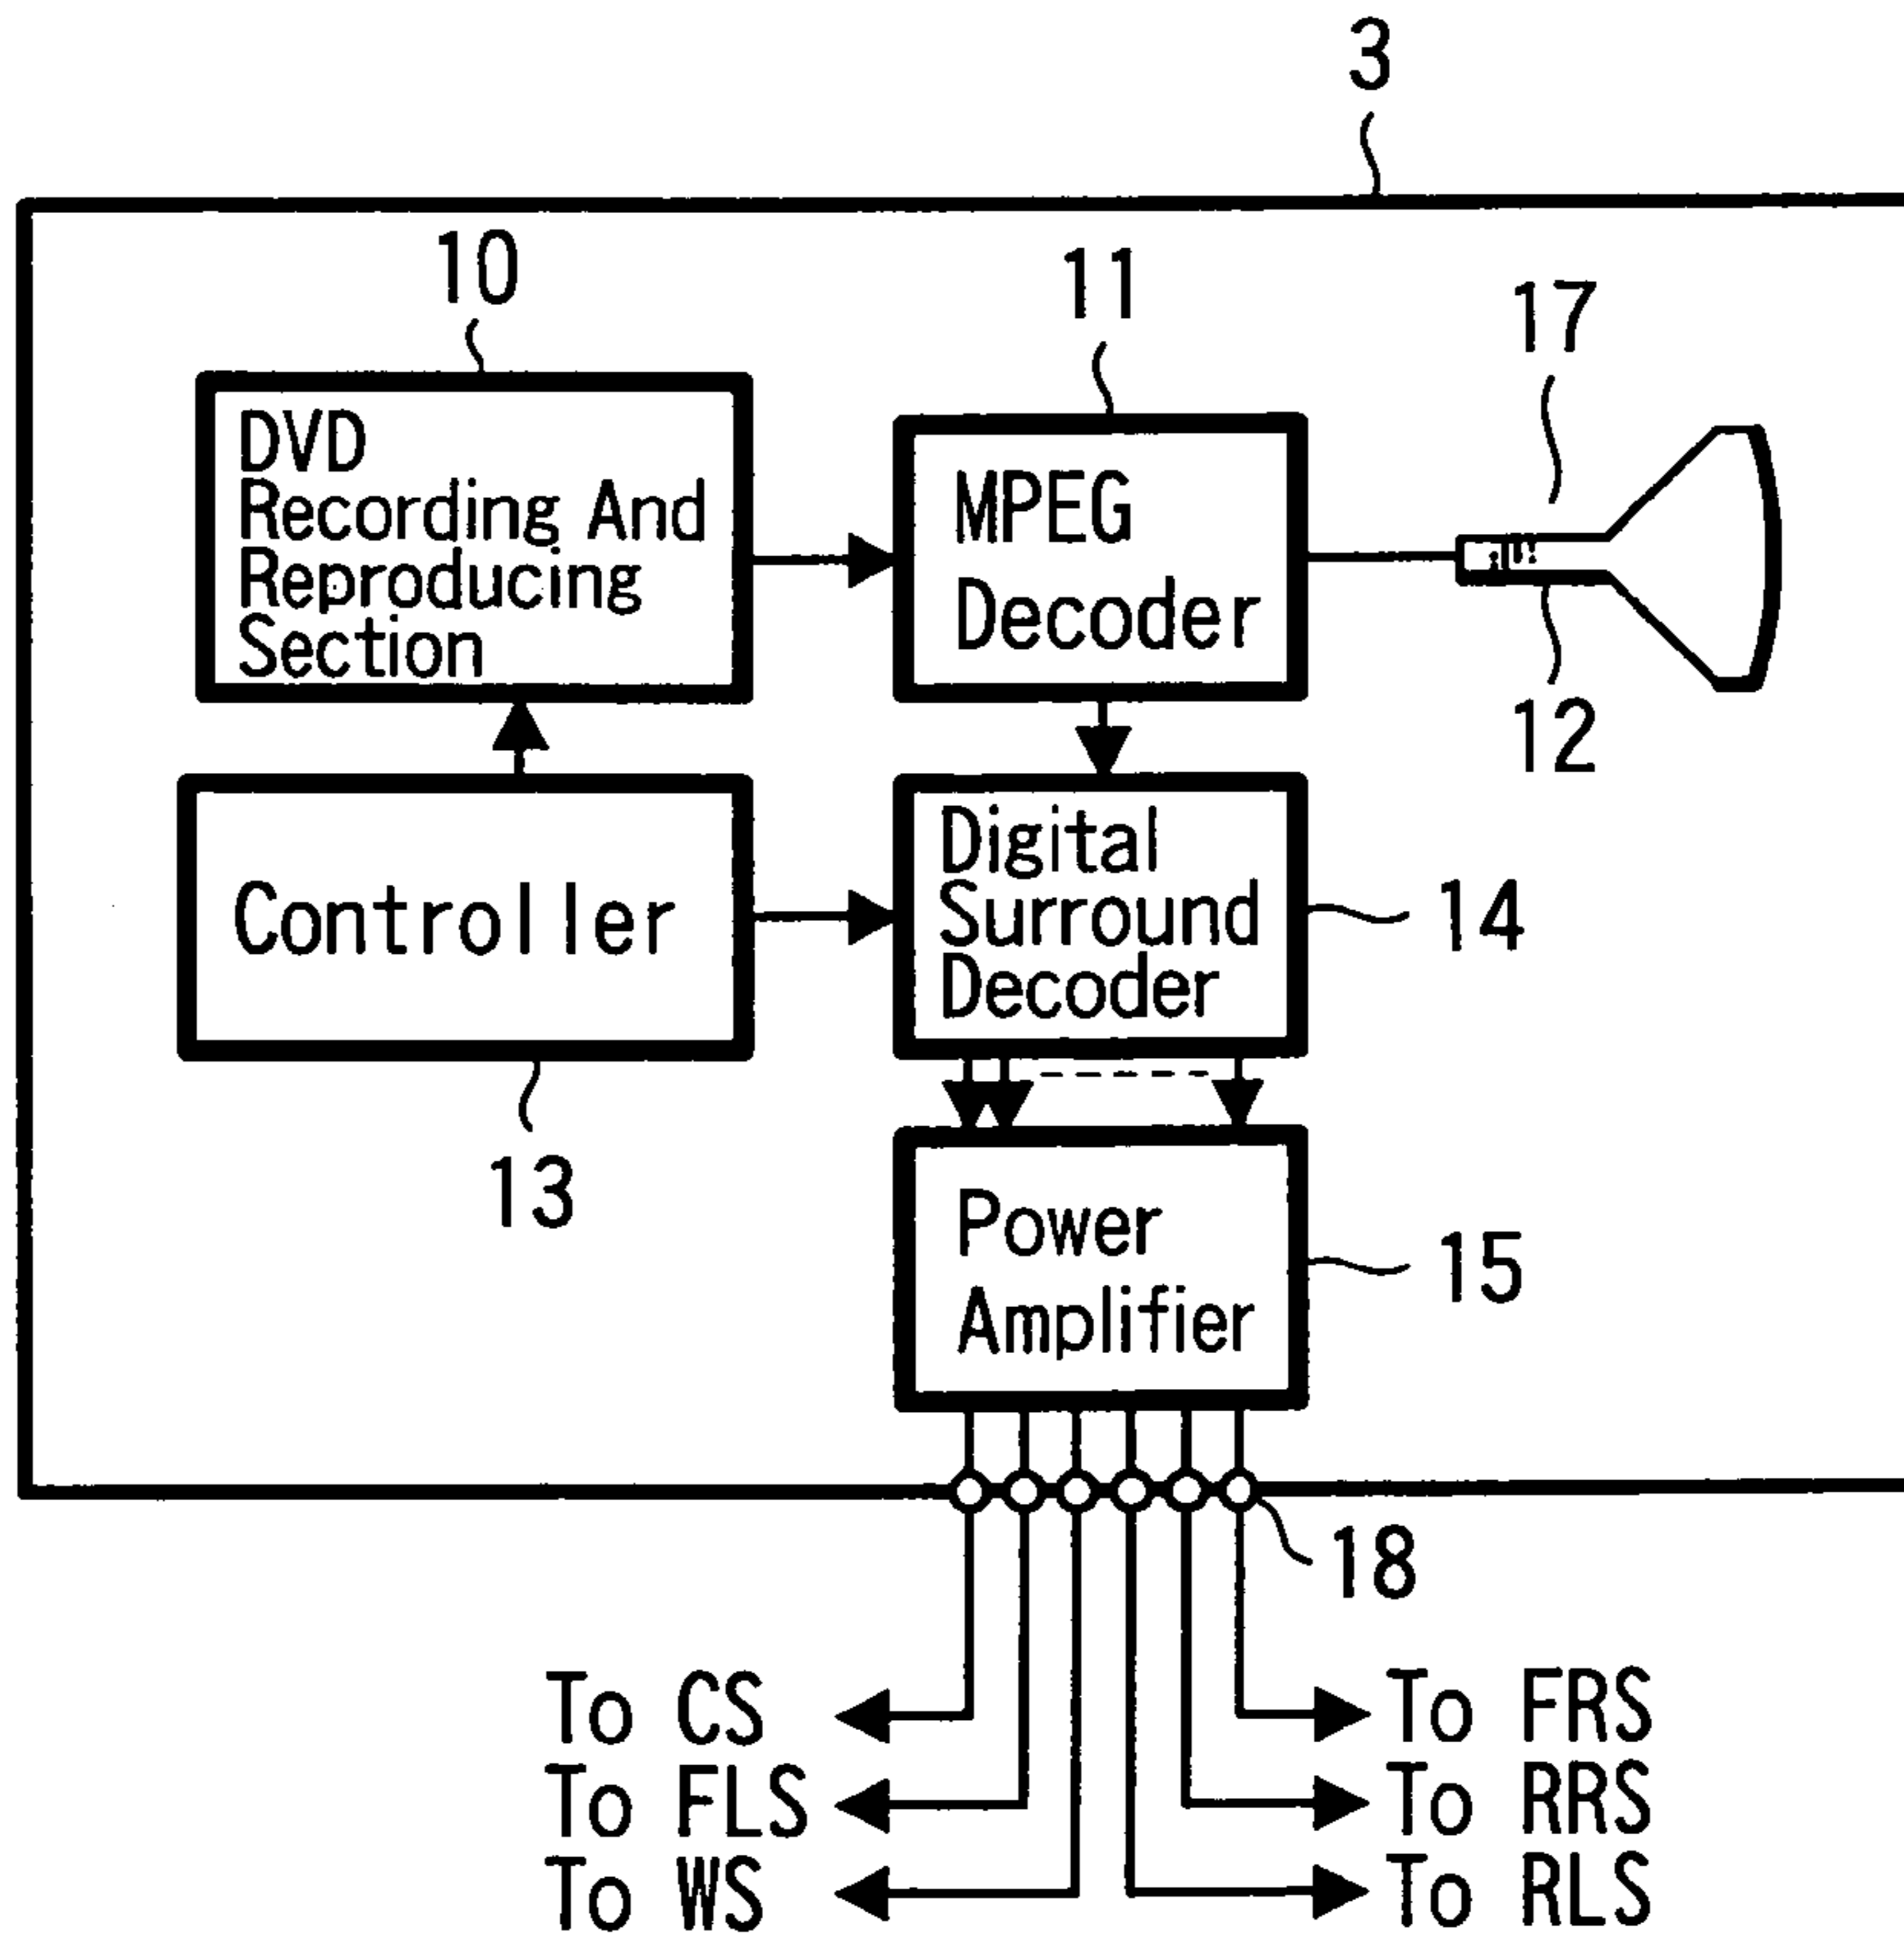 3
10
11
17
DVD
Recording And
Reproducing
Section
MPEG
Decoder
12
Controller
Digital
Surround
Decoder
14
13
Power
Amplifier
15
18
To CS
To FRS
To FLS
To RRS
To WS
To RLS